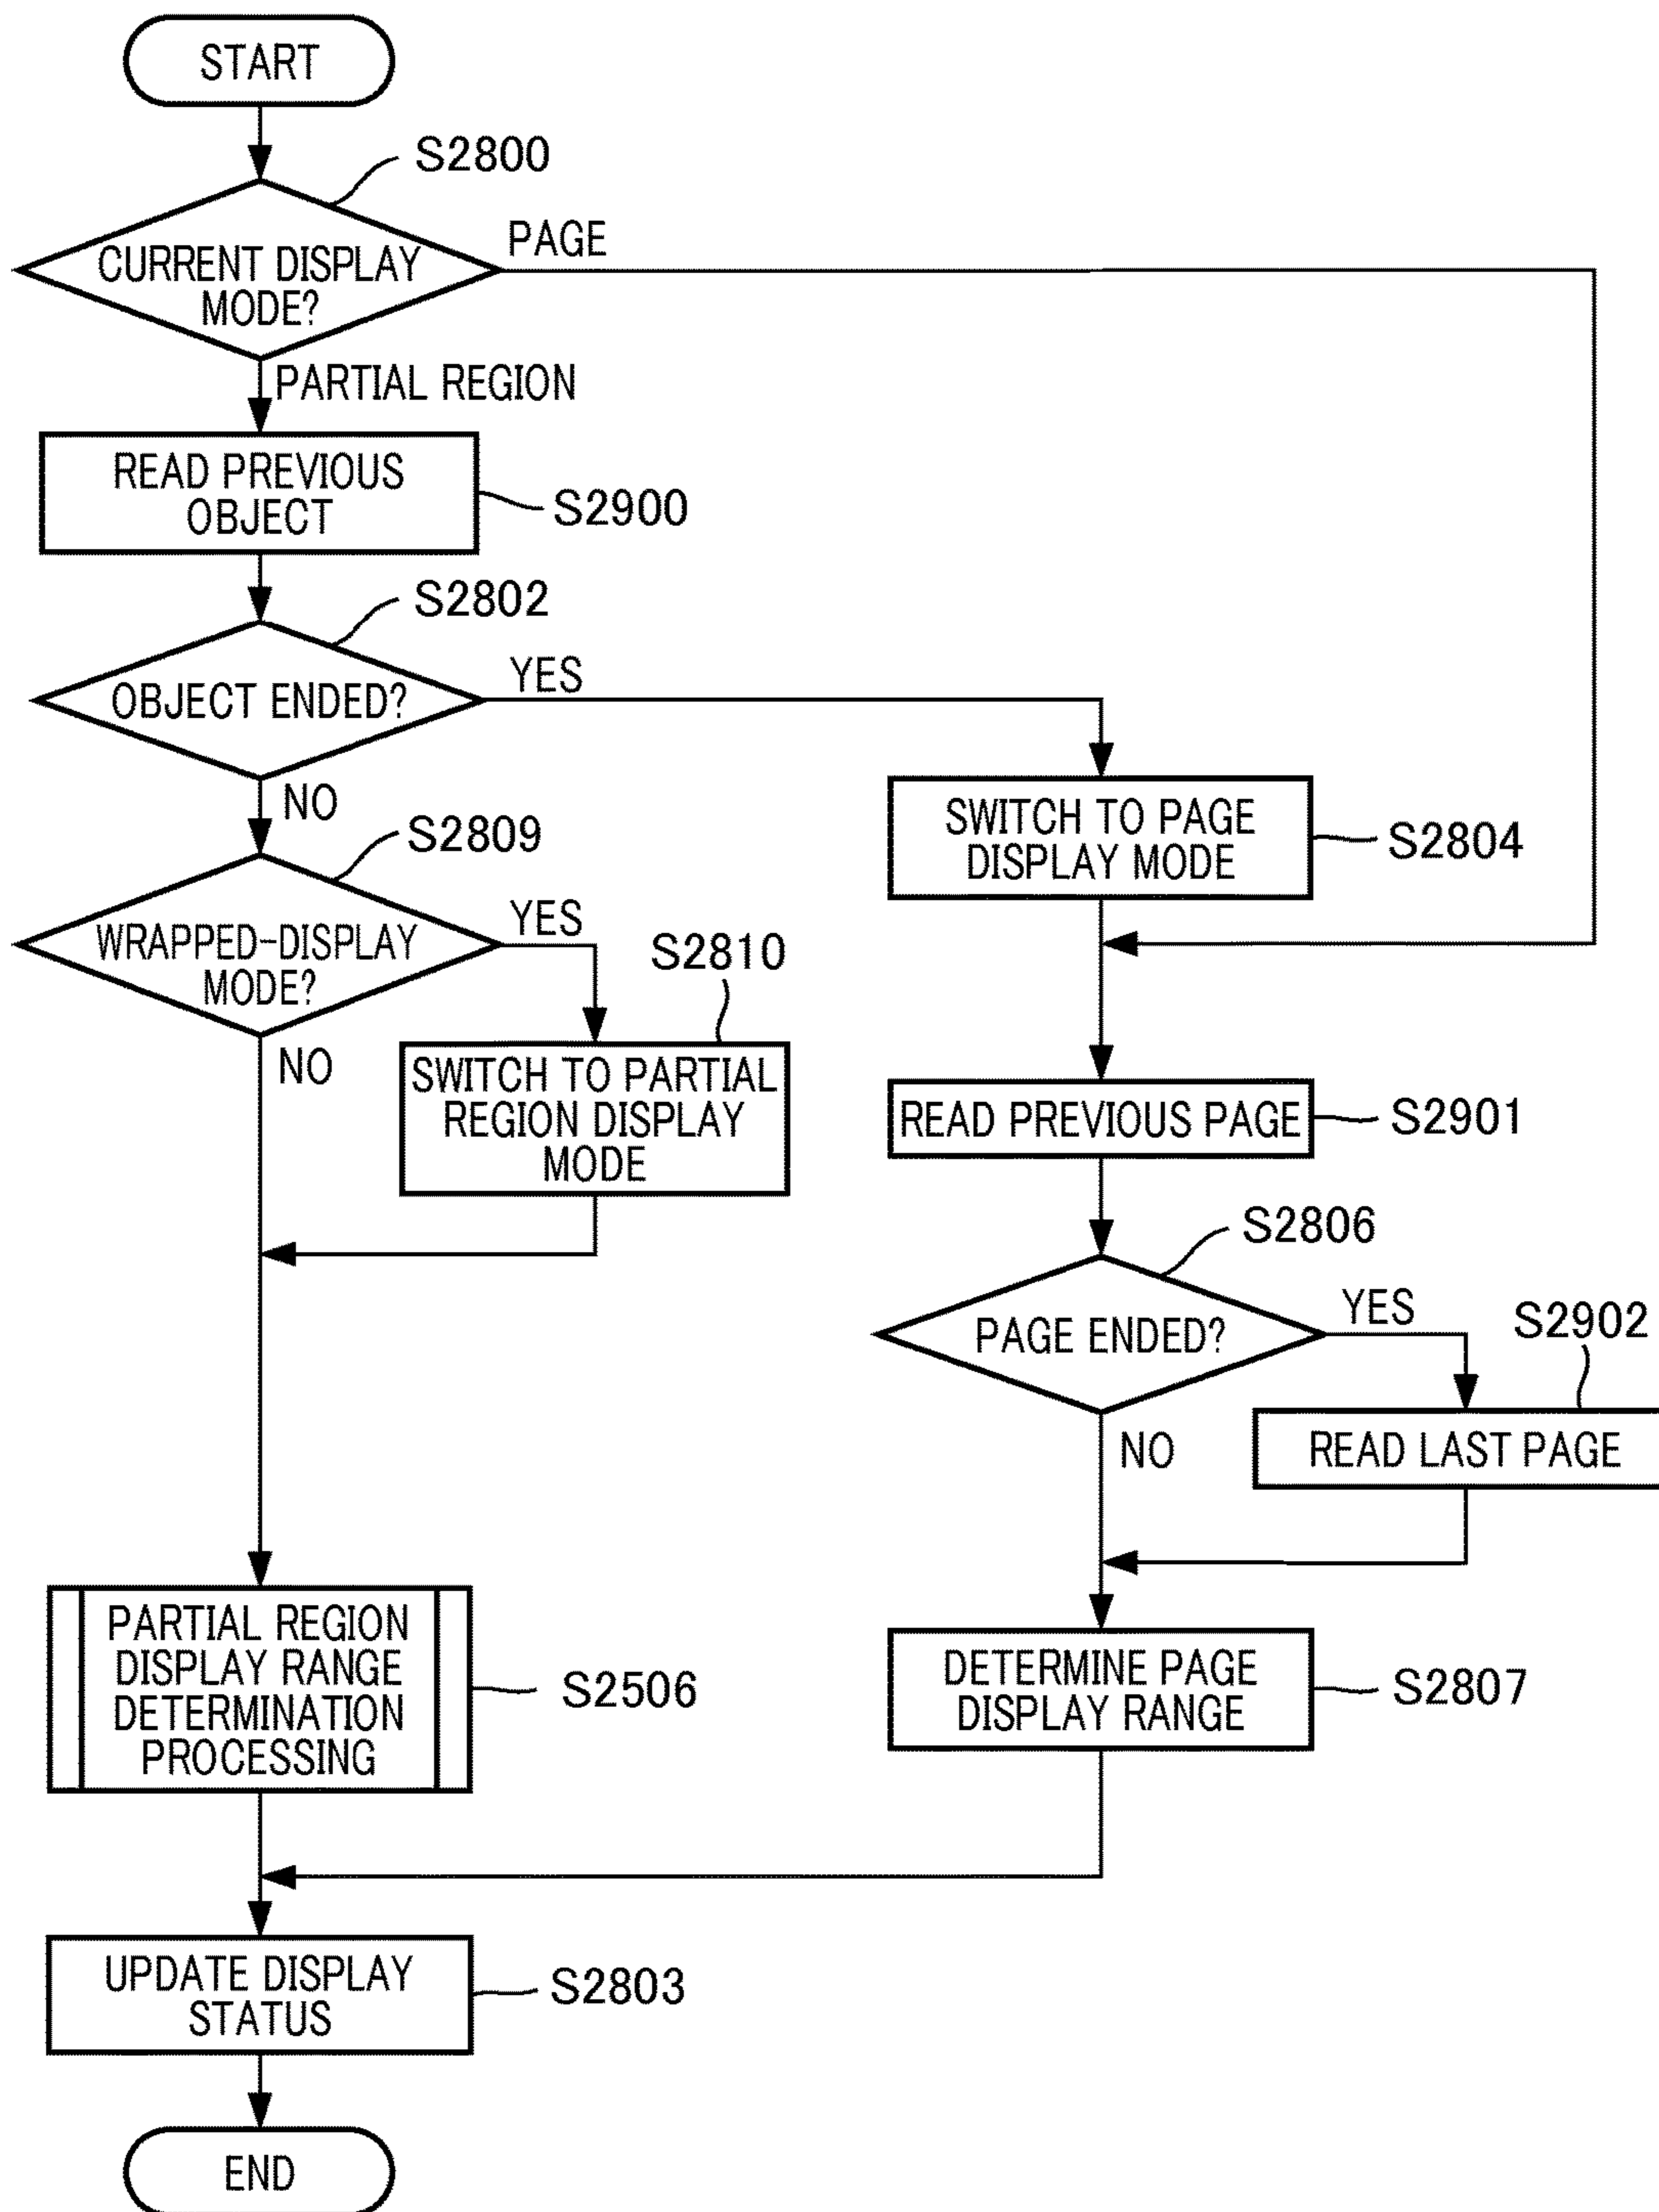 START
S2800
CURRENT DISPLAY
MODE?
PAGE
PARTIAL REGION
READ PREVIOUS
OBJECT
S2900
S2802
OBJECT ENDED?
YES
NO
SWITCH TO PAGE
DISPLAY MODE
S2804
S2809
WRAPPED-DISPLAY
MODE?
YES
NO
S2810
SWITCH TO PARTIAL
REGION DISPLAY
MODE
READ PREVIOUS PAGE
S2901
S2806
PAGE ENDED?
YES
NO
S2902
READ LAST PAGE
PARTIAL REGION
DISPLAY RANGE
DETERMINATION
PROCESSING
S2506
DETERMINE PAGE
DISPLAY RANGE
S2807
UPDATE DISPLAY
STATUS
S2803
END